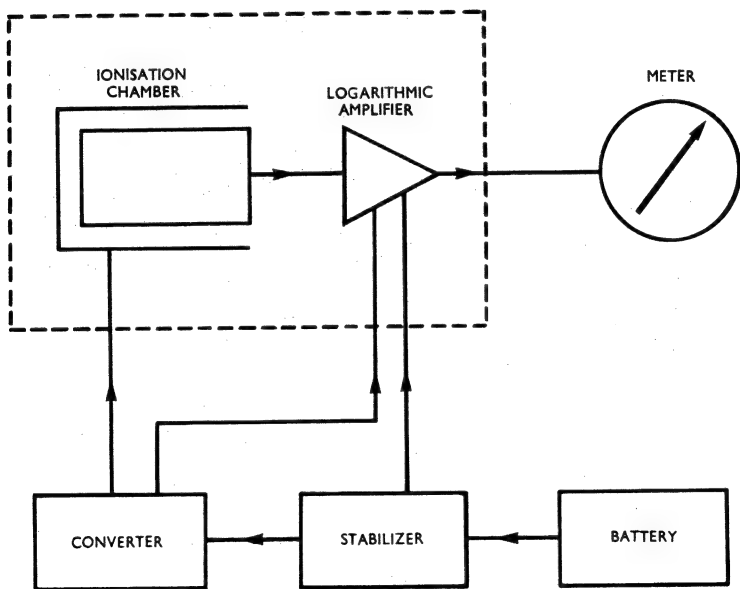 IONISATION
CHAMBER
LOGARITHMIC
AMPLIFIER
METER
CONVERTER
STABILIZER
BATTERY